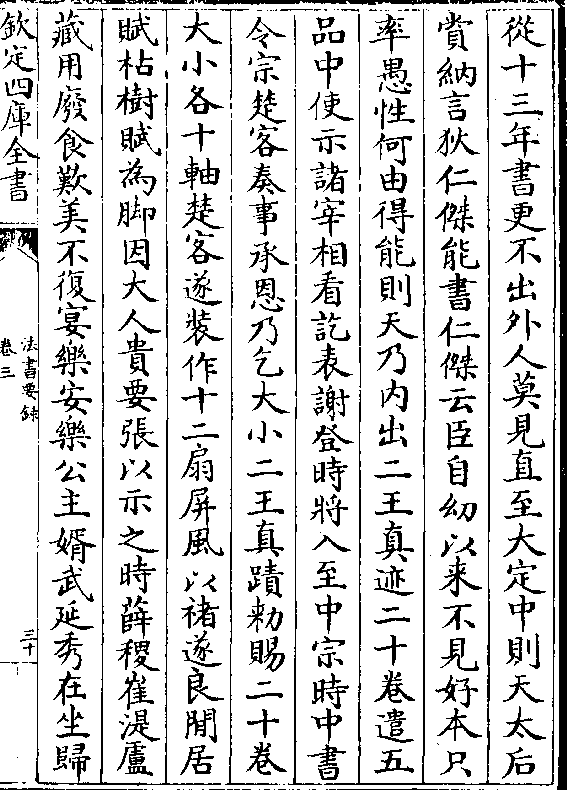 從十三年書更不出外人莫見直至大定中則天太后
賞納言狄仁傑能書仁傑云臣自幼以来不見好本只
率愚性何由得能則天乃内出二王真迹二十卷遣五
品中使示諸宰相看訖表謝登時將入至中宗時中書
令宗楚客奏事承恩乃乞大小二王真蹟勑賜二十卷
大小各十軸楚客遂装作十二扇屏風以禇遂良閒居
賦枯樹賦為脚因大人貴要張以示之時薛稷崔湜盧
藏用廢食歎美不復宴樂安樂公主婿武延秀在坐歸
欽定四庫全書
法書要録
卷三
三十